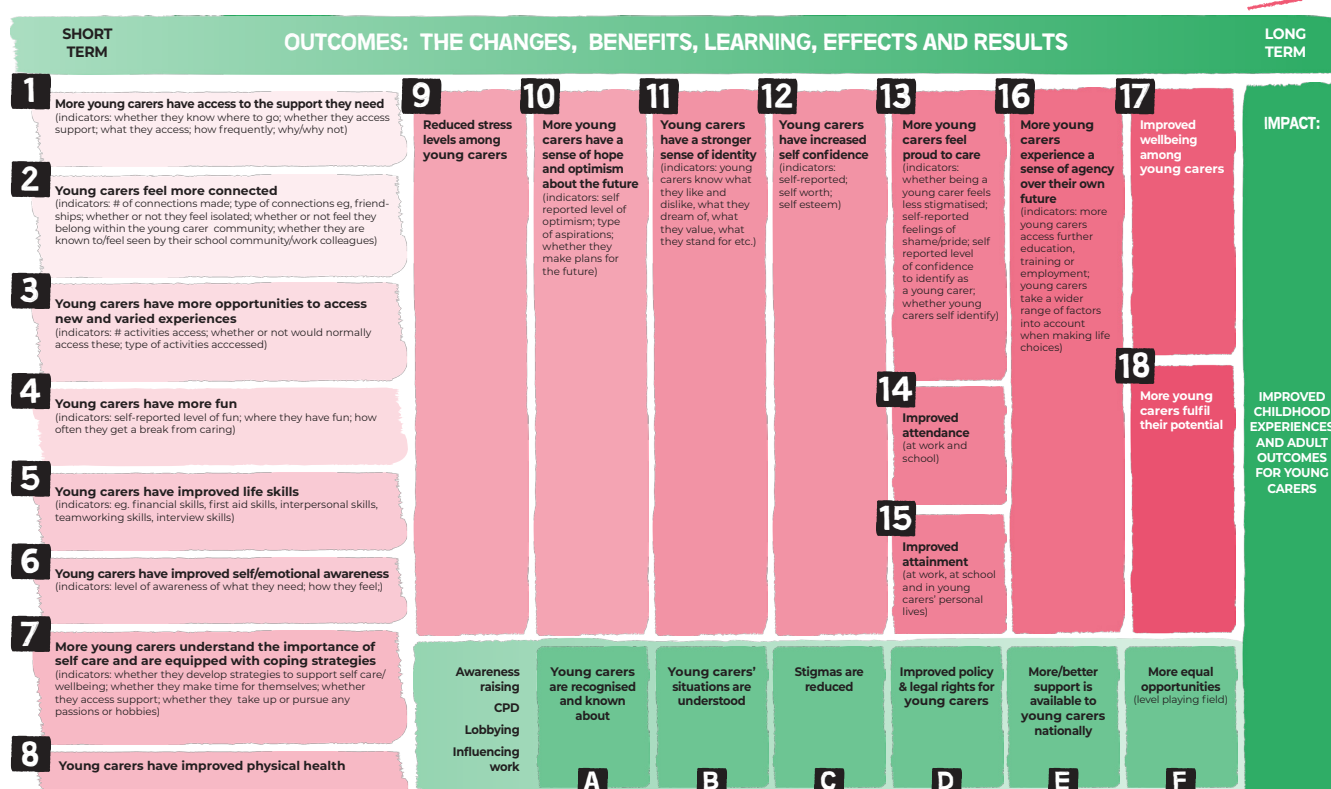 SHORT
TERM
OUTCOMES: THE CHANGES, BENEFITS, LEARNING, EFFECTS AND RESULTS
LONG
TERM
1
More young carers have access to the support they need
(indicators: whether they know where to go; whether they access
support; what they access; how frequently; why/why not)
2
Young carers feel more connected
(indicators: # of connections made; type of connections eg, friend-
ships; whether or not they feel isolated; whether or not feel they
belong within the young carer community; whether they are
known to/feel seen by their school community/work colleagues)
3
Young carers have more opportunities to access
new and varied experiences
(indicators: # activities access; whether or not would normally
access these; type of activities acccessed)
4
Young carers have more fun
(indicators: self-reported level of fun; where they have fun; how
often they get a break from caring)
5
Young carers have improved life skills
(indicators: eg. financial skills, first aid skills, interpersonal skills,
teamworking skills, interview skills)
6
Young carers have improved self/emotional awareness
(indicators: level of awareness of what they need; how they feel;)
7
More young carers understand the importance of
self care and are equipped with coping strategies
(indicators: whether they develop strategies to support self care/
wellbeing; whether they make time for themselves; whether
they access support; whether they take up or pursue any
passions or hobbies)
8
Young carers have improved physical health
9
Reduced stress
levels among
young carers
10
More young
carers have a
sense of hope
and optimism
about the future
(indicators: self
reported level of
optimism; type
of aspirations;
whether they
make plans for
the future)
11
Young carers
have a stronger
sense of identity
(indicators: young
carers know what
they like and
dislike, what they
dream of, what
they value, what
they stand for etc.)
12
Young carers
have increased
self confidence
(indicators:
self-reported;
self worth;
self esteem)
13
More young
carers feel
proud to care
(indicators:
whether being a
young carer feels
less stigmatised;
self-reported
feelings of
shame/pride; self
reported level
of confidence
to identify as
a young carer;
whether young
carers self identify)
14
Improved
attendance
(at work and
school)
15
Improved
attainment
(at work, at school
and in young
carers' personal
lives)
16
More young
carers
experience a
sense of agency
over their own
future
(indicators: more
young carers
access further
education,
training or
employment;
young carers
take a wider
range of factors
into account
when making life
choices)
17
Improved
wellbeing
among
young carers
18
More young
carers fulfil
their potential
IMPACT:
IMPROVED
CHILDHOOD
EXPERIENCES
AND ADULT
OUTCOMES
FOR YOUNG
CARERS
Awareness
raising
CPD
Lobbying
Influencing
work
Young carers
are recognised
and known
about
A
Young carers'
situations are
understood
B
Stigmas are
reduced
C
Improved policy
& legal rights for
young carers
D
More/better
support is
available to
young carers
nationally
E
More equal
opportunities
(level playing field)
F